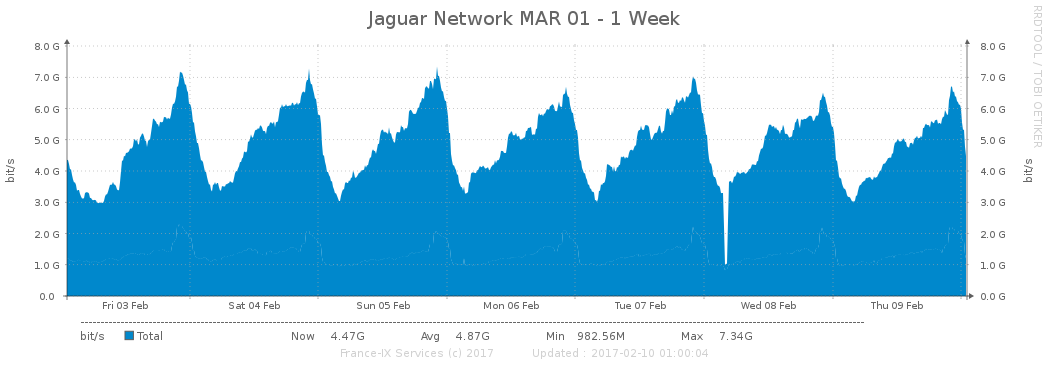 Jaguar Network MAR 01 - 1 Week
RRDTOOL / TOBI OETIKER
bit/s
8.0 G 8.0 G
7.0 G 7.0 G
6.0 G 6.0 G
5.0 G 5.0 G
4.0 G 4.0 G
3.0 G 3.0 G
2.0 G 2.0 G
1.0 G 1.0 G
0.0 0.0 G
bit/s
Fri 03 Feb Sat 04 Feb Sun 05 Feb Mon 06 Feb Tue 07 Feb Wed 08 Feb Thu 09 Feb
bit/s Total Now 4.47G Avg 4.87G Min 982.56M Max 7.34G
France-IX Services (c) 2017 Updated : 2017-02-10 01:00:04